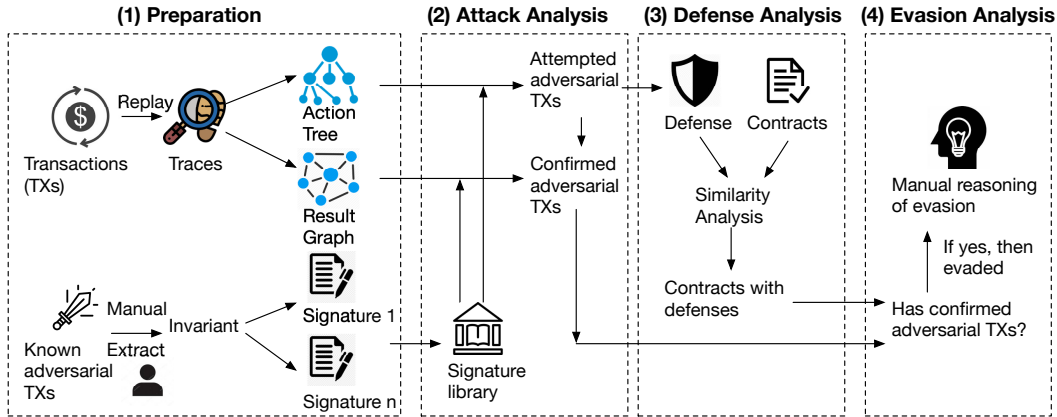 (1) Preparation
(2) Attack Analysis
(3) Defense Analysis
(4) Evasion Analysis
Replay
Transactions
(TXs)
Traces
Action
Tree
Result
Graph
Known
adversarial
TXs
Manual
Extract
Invariant
Signature 1
Signature n
Attempted
adversarial
TXs
Confirmed
adversarial
TXs
Signature
library
Defense
Contracts
Similarity
Analysis
Contracts with
defenses
Manual reasoning
of evasion
If yes, then
evaded
Has confirmed
adversarial TXs?